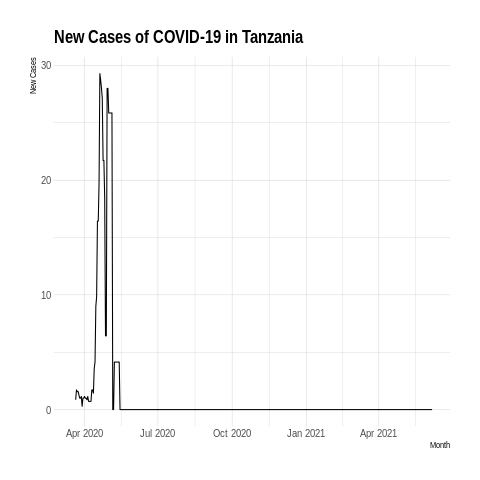 New Cases of COVID-19 in Tanzania
New Cases
30
20
10
0
Apr 2020 Jul 2020 Oct 2020 Jan 2021 Apr 2021
Month